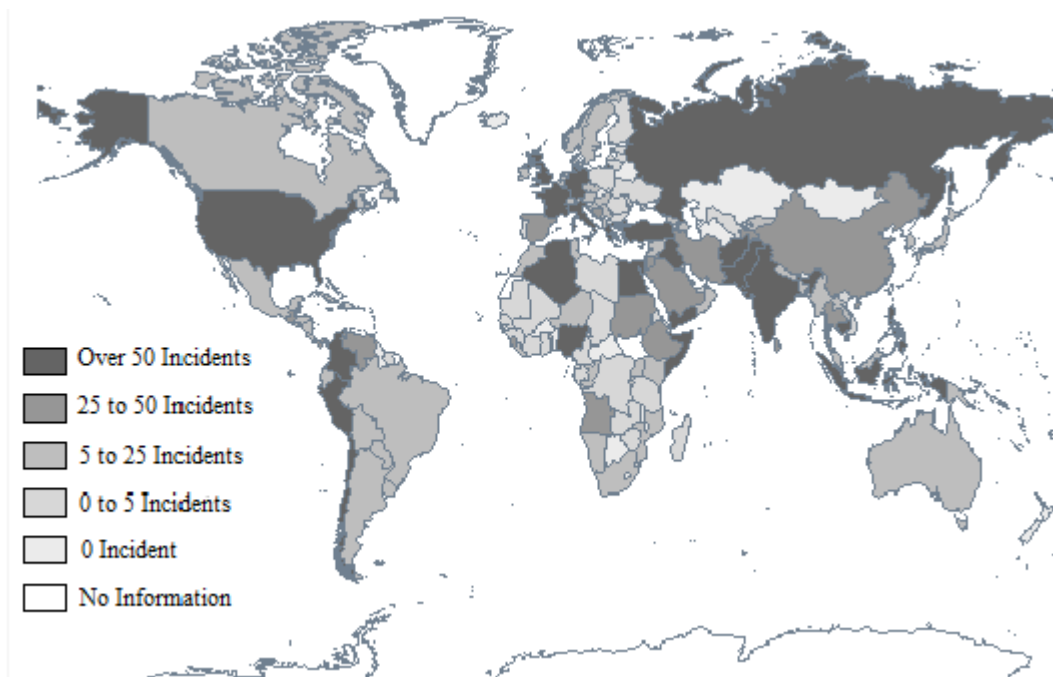 Over 50 Incidents
25 to 50 Incidents
5 to 25 Incidents
0 to 5 Incidents
0 Incident
No Information